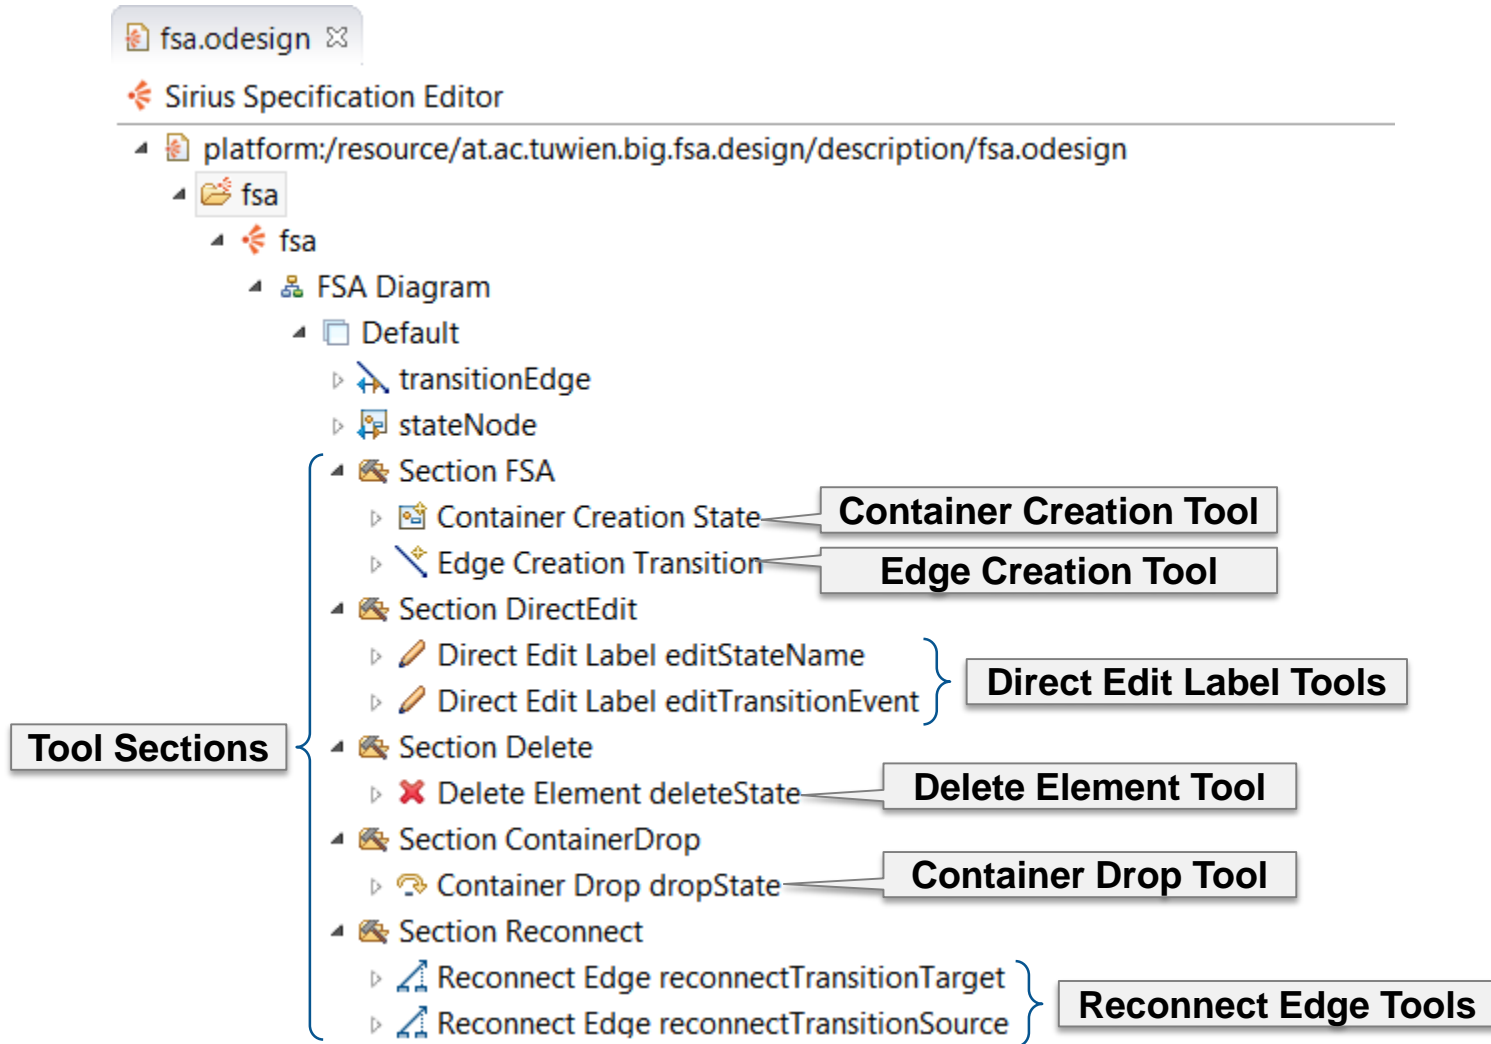 fsa.odesign
Sirius Specification Editor
platform:/resource/at.ac.tuwien.big.fsa.design/description/fsa.odesign
fsa
fsa
FSA Diagram
Default
transitionEdge
stateNode
Section FSA
Container Creation State
Container Creation Tool
Edge Creation Transition
Edge Creation Tool
Section DirectEdit
Direct Edit Label editStateName
Direct Edit Label editTransitionEvent
Direct Edit Label Tools
Tool Sections
Section Delete
Delete Element deleteState
Delete Element Tool
Section ContainerDrop
Container Drop dropState
Container Drop Tool
Section Reconnect
Reconnect Edge reconnectTransitionTarget
Reconnect Edge reconnectTransitionSource
Reconnect Edge Tools